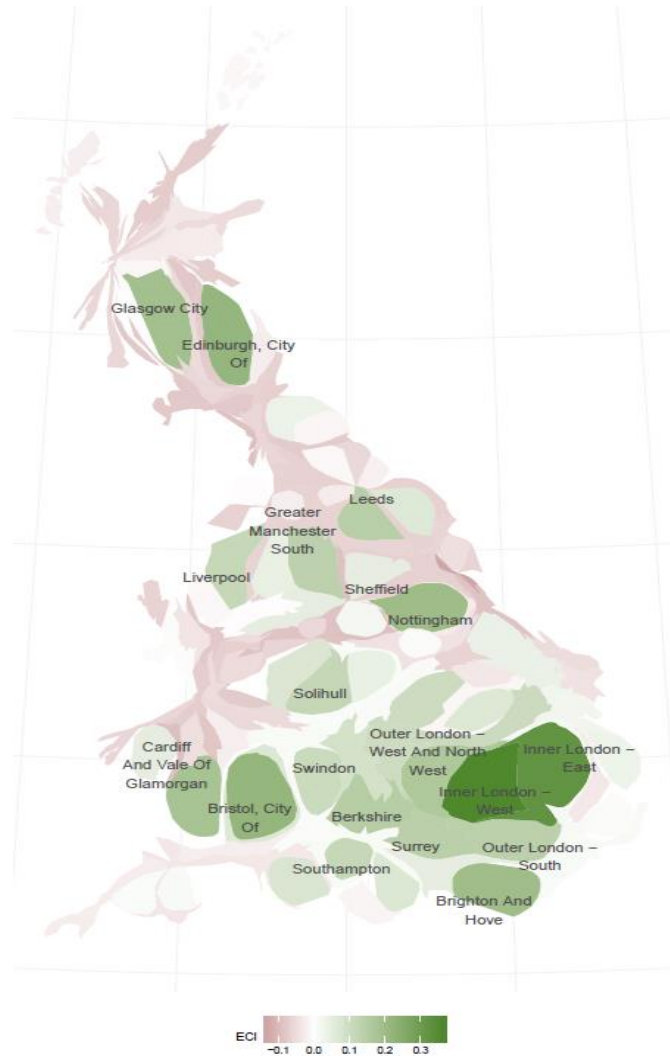 Glasgow City
Edinburgh, City
Of
Leeds
Greater
Manchester
South
Liverpool
Sheffield
Nottingham
Solihull
Outer London –
West And North
West
Inner London –
East
Cardiff
And Vale Of
Glamorgan
Swindon
Inner London –
West
Bristol, City
Of
Berkshire
Surrey
Outer London –
South
Southampton
Brighton And
Hove
ECI
−0.1 0.0 0.1 0.2 0.3